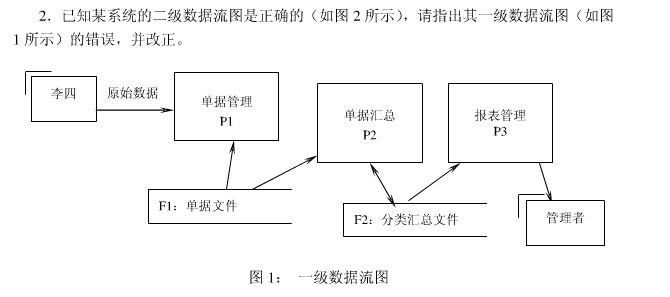 2．已知某系统的二级数据流图是正确的（如图 2 所示），请指出其一级数据流图（如图
1 所示）的错误，并改正。
李四
原始数据
单据管理
P1
单据汇总
P2
报表管理
P3
F1：单据文件
F2：分类汇总文件
管理者
图 1： 一级数据流图